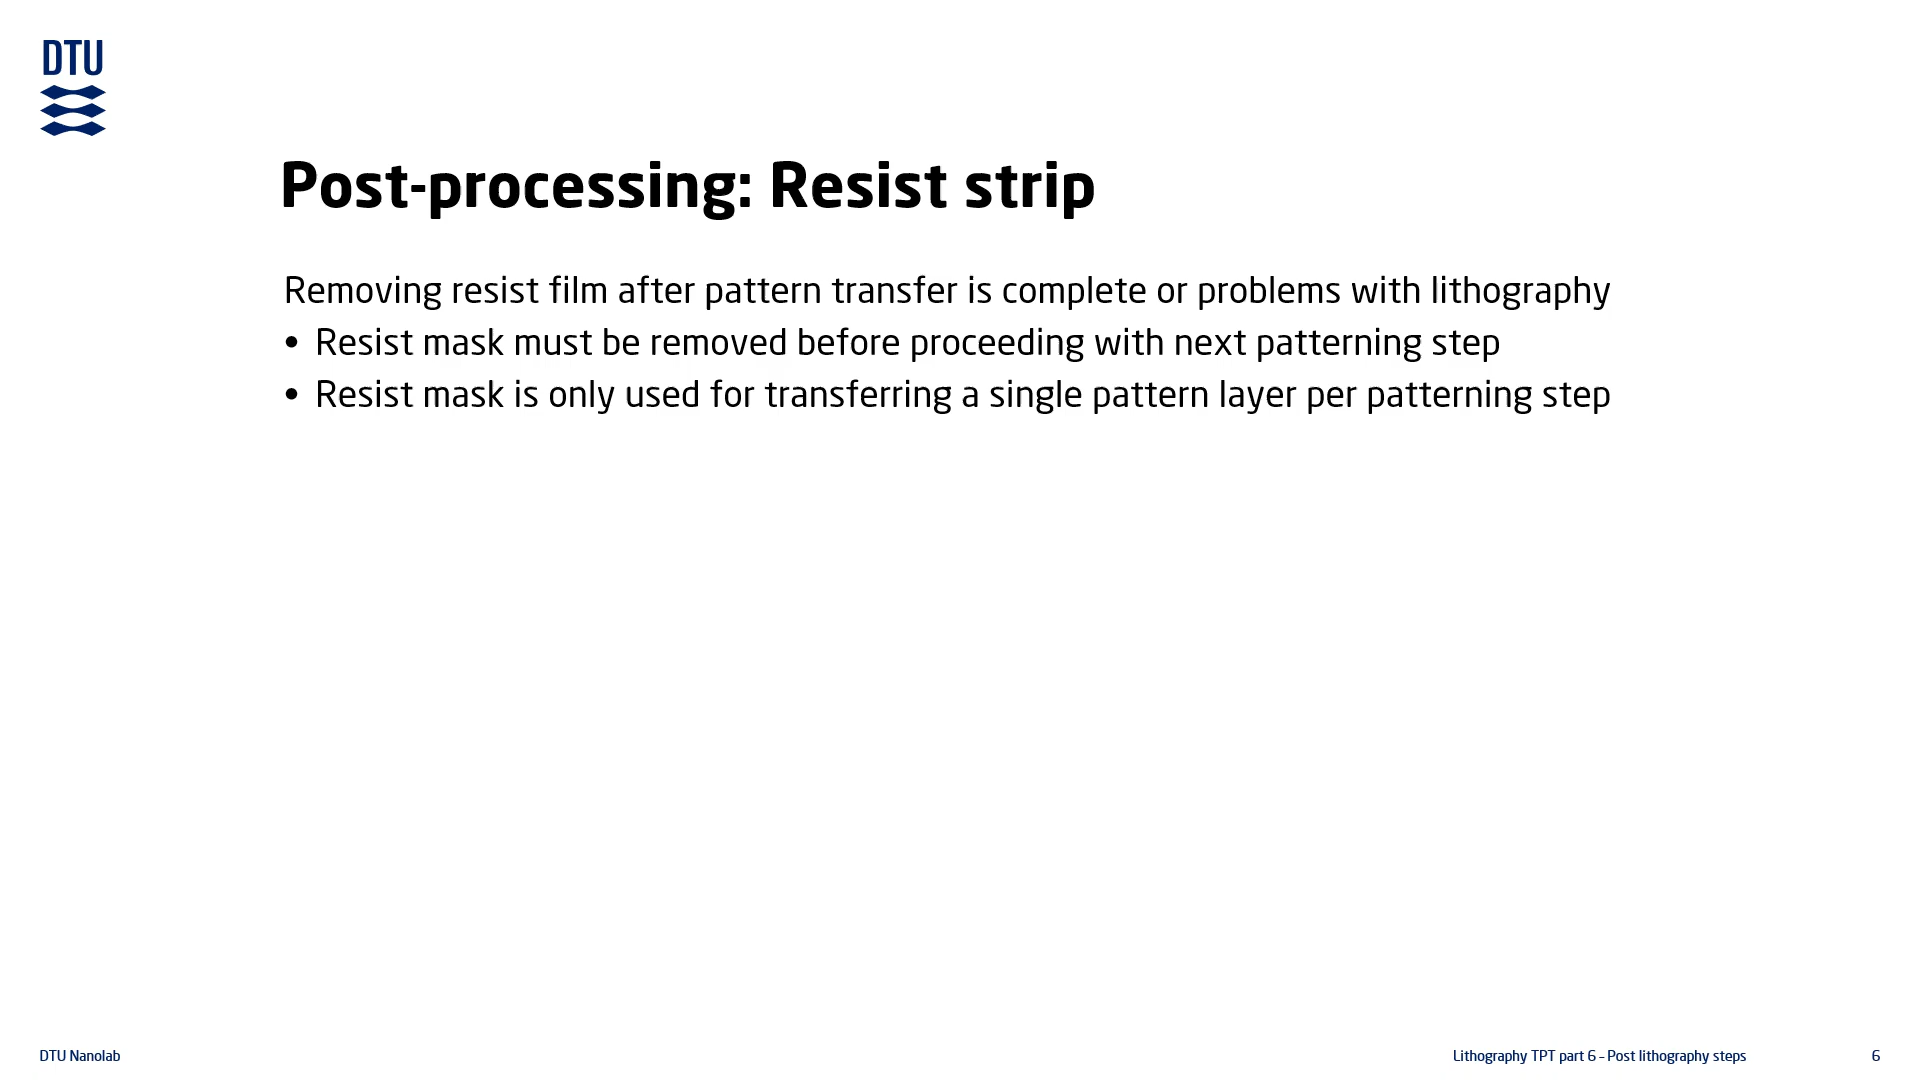 DTU
Post-processing: Resist strip
Removing resist film after pattern transfer is complete or problems with lithography
• Resist mask must be removed before proceeding with next patterning step
• Resist mask is only used for transferring a single pattern layer per patterning step
DTU Nanolab
Lithography TPT part 6 – Post lithography steps
6